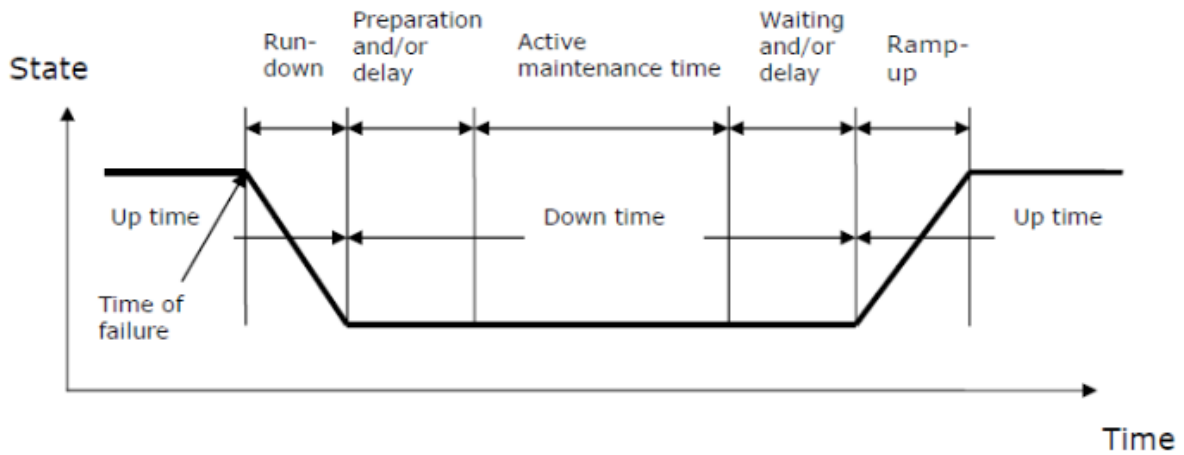 State
Run-
down
Preparation
and/or
delay
Active
maintenance time
Waiting
and/or
delay
Ramp-
up
Up time
Down time
Up time
Time of
failure
Time